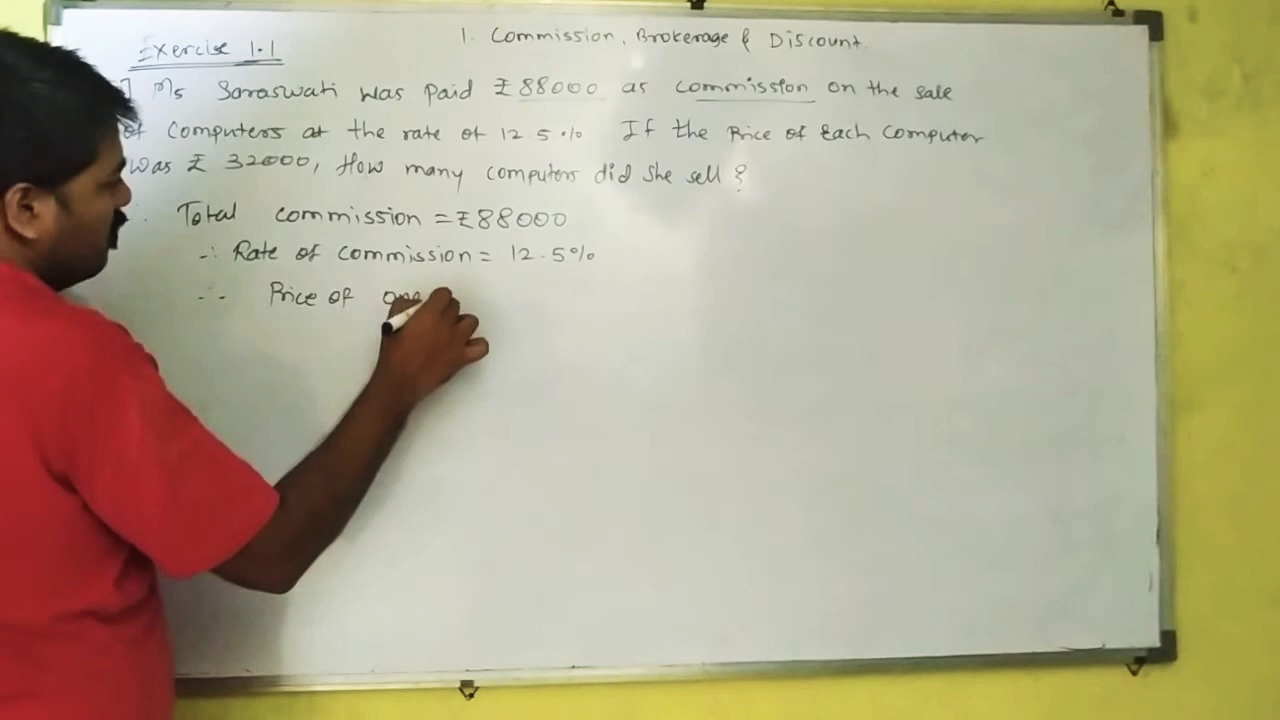 1. Commission, Brokerage & Discount.
Exercise 1.1
Ms Saraswati was paid ₹88000 as commission on the sale
of computers at the rate of 12.5% If the Price of Each Computer
was ₹ 32000, How many computers did she sell?
Total commission = ₹88000
∴ Rate of commission = 12.5%
∴ Price of one